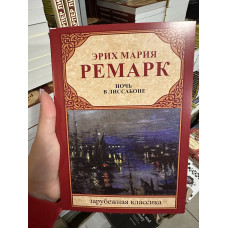 ЭРИХ МАРИЯ
РЕМАРК
НОЧЬ
В ЛИССАБОНЕ
зарубежная классика